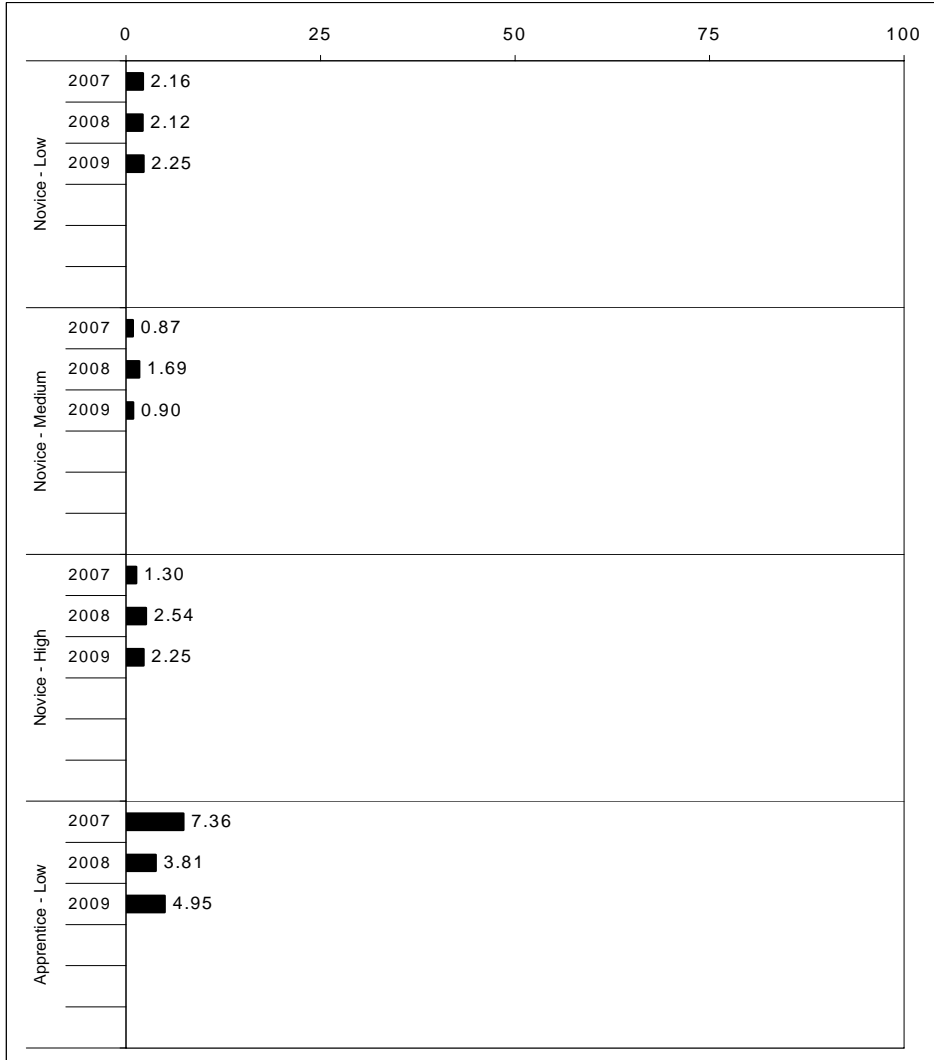 0 25 50 75 100
Novice - Low
2007 2.16
2008 2.12
2009 2.25
Novice - Medium
2007 0.87
2008 1.69
2009 0.90
Novice - High
2007 1.30
2008 2.54
2009 2.25
Apprentice - Low
2007 7.36
2008 3.81
2009 4.95